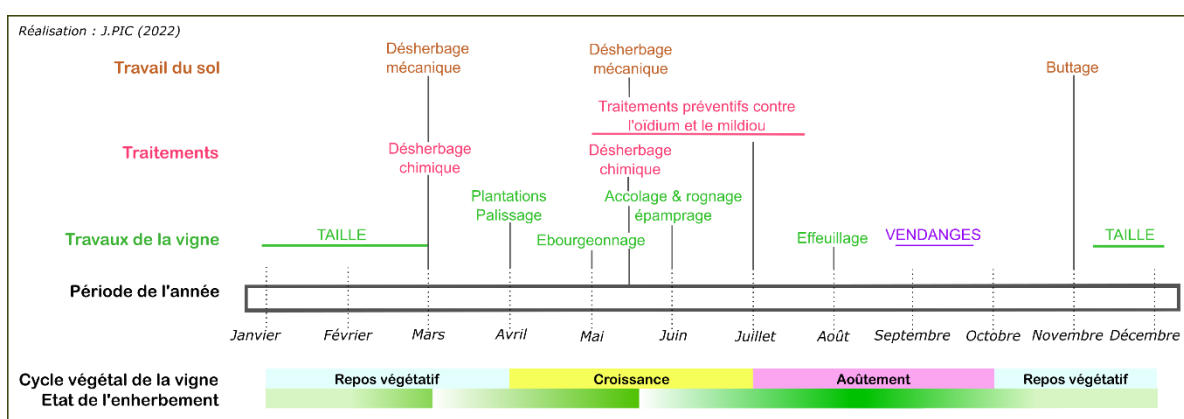 Réalisation : J.PIC (2022)
Désherbage
mécanique
Désherbage
mécanique
Travail du sol
Buttage
Traitements préventifs contre
l'oïdium et le mildiou
Traitements
Désherbage
chimique
Désherbage
chimique
Plantations
Palissage
Accolage & rognage
épamprage
Travaux de la vigne
TAILLE
Ebourgeonnage
Effeuillage
VENDANGES
TAILLE
Période de l'année
Janvier Février Mars Avril Mai Juin Juillet Août Septembre Octobre Novembre Décembre
Cycle végétal de la vigne
Repos végétatif Croissance Aoûtement Repos végétatif
Etat de l'enherbement